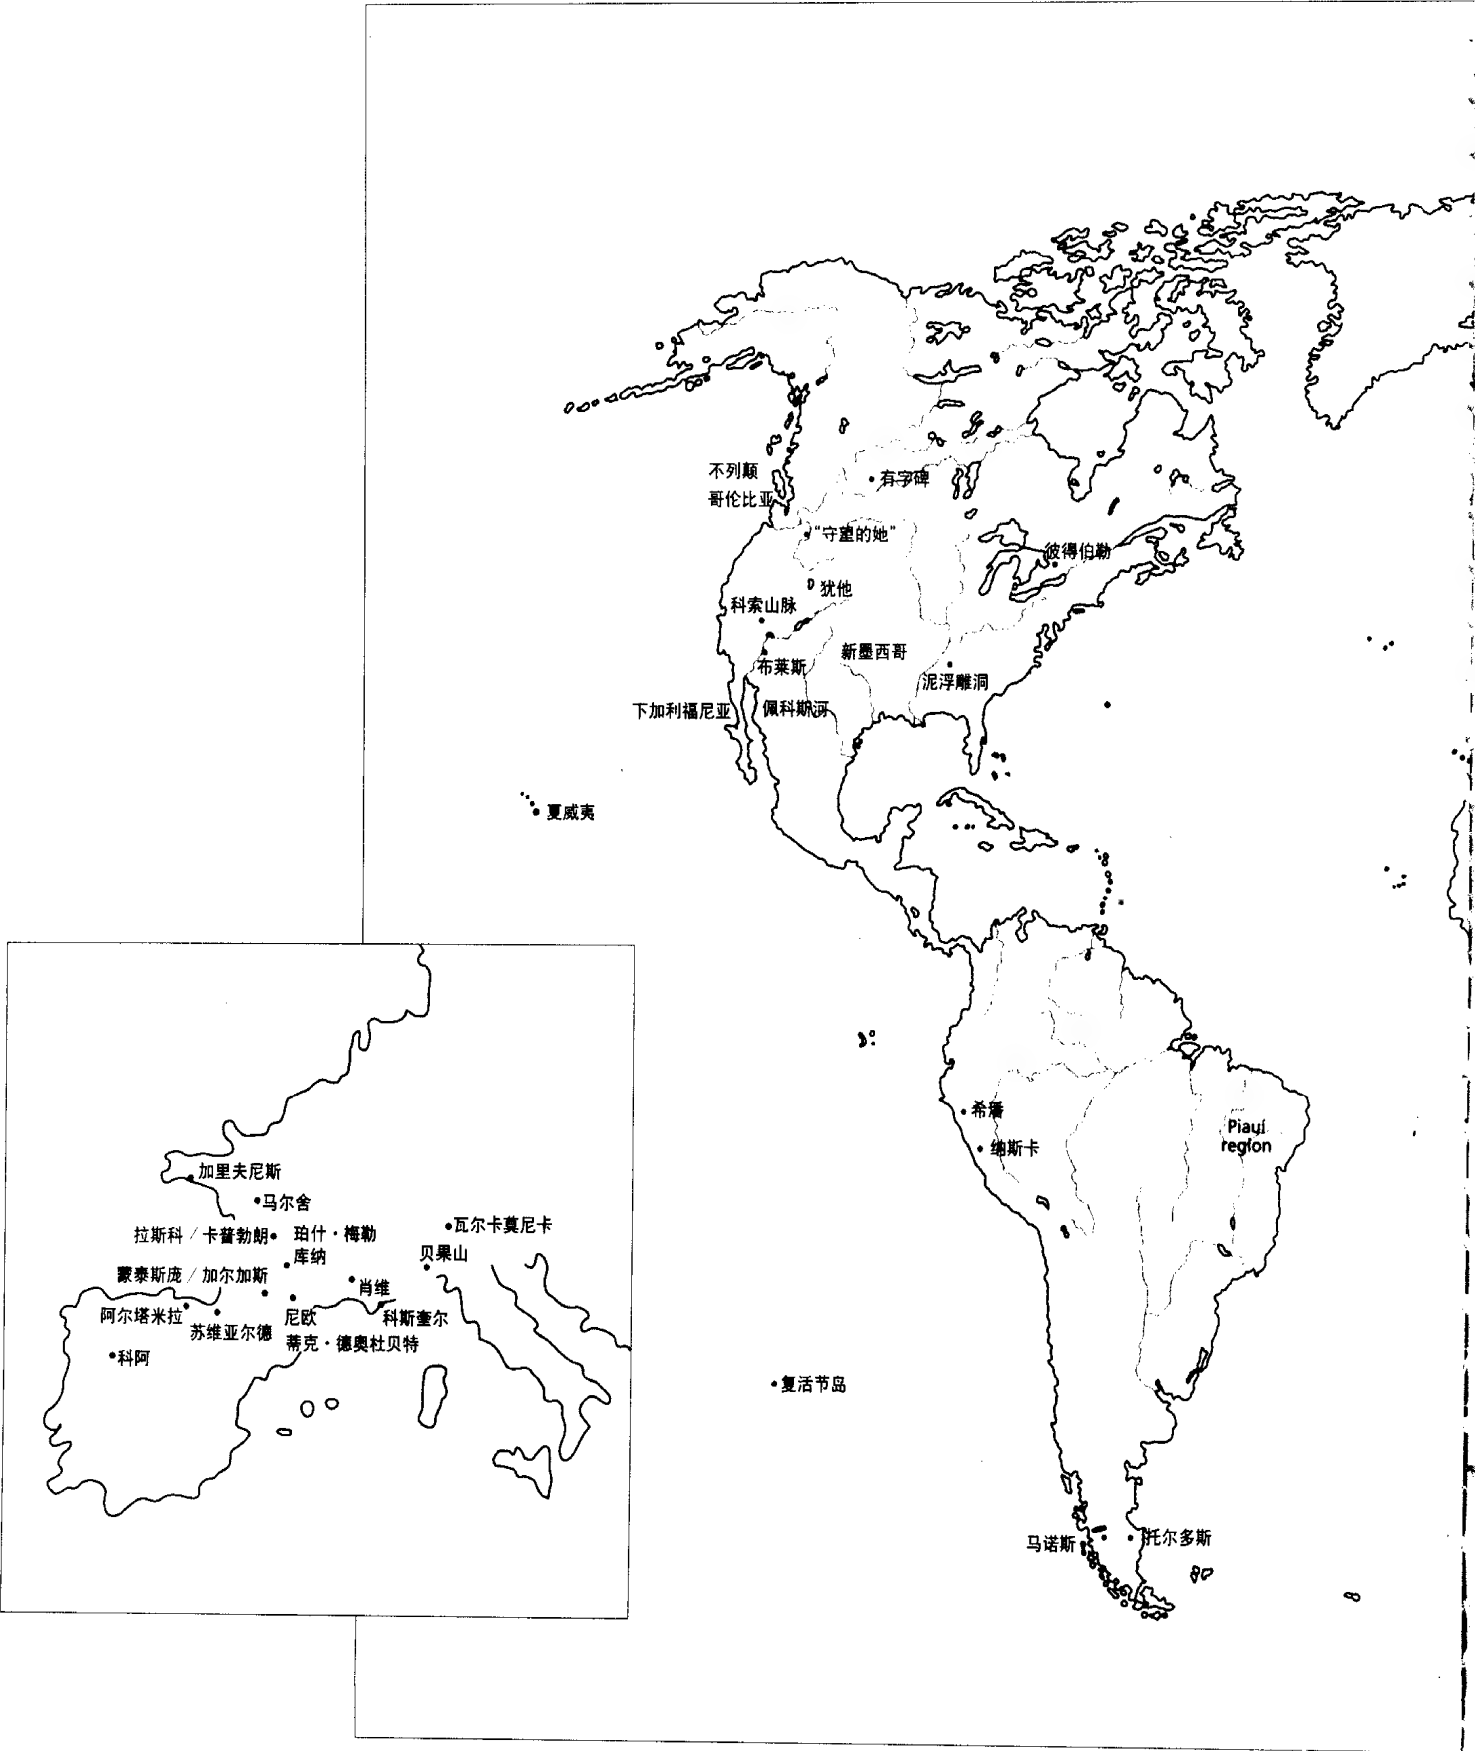 不列颠
哥伦比亚
有字碑
“守望的她”
彼得伯勒
犹他
科索山脉
新墨西哥
布莱斯
泥浮雕洞
下加利福尼亚
佩科斯河
夏威夷
希潘
纳斯卡
Piauí
region
复活节岛
马诺斯
托尔多斯
加里夫尼斯
马尔舍
拉斯科 / 卡普勃朗
珀什·梅勒
库纳
瓦尔卡莫尼卡
贝果山
蒙泰斯庞 / 加尔加斯
肖维
阿尔塔米拉
苏维亚尔德
尼欧
科斯奎尔
蒂克·德奥杜贝特
科阿